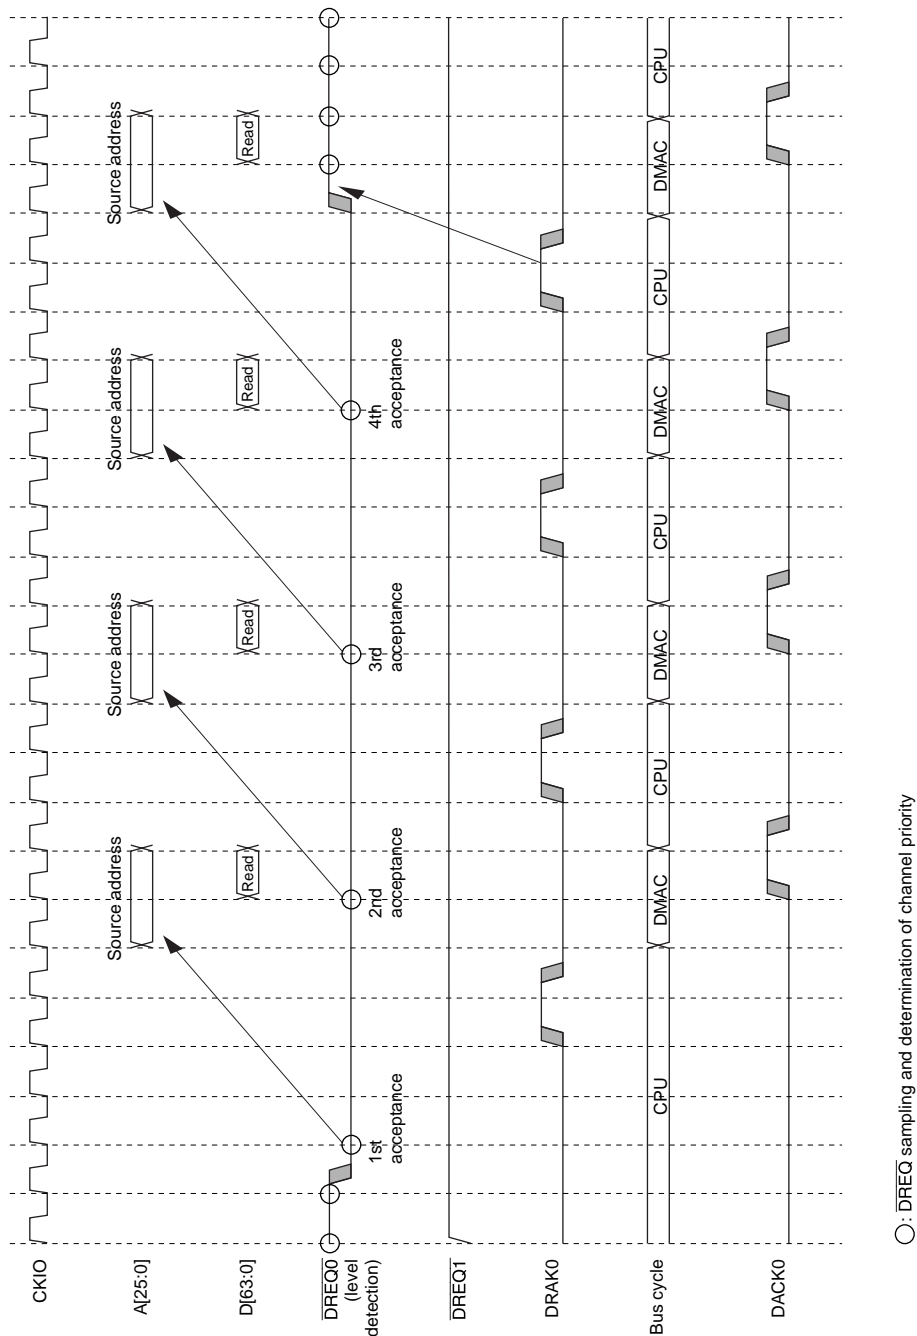 CKIO
A[25:0]
Source address
Source address
Source address
Source address
D[63:0]
Read
Read
Read
Read
DREQ0
(level
detection)
1st
acceptance
2nd
acceptance
3rd
acceptance
4th
acceptance
DREQ1
DRAK0
Bus cycle
CPU
DMAC
CPU
DMAC
CPU
DMAC
CPU
DMAC
CPU
DACK0
: DREQ sampling and determination of channel priority